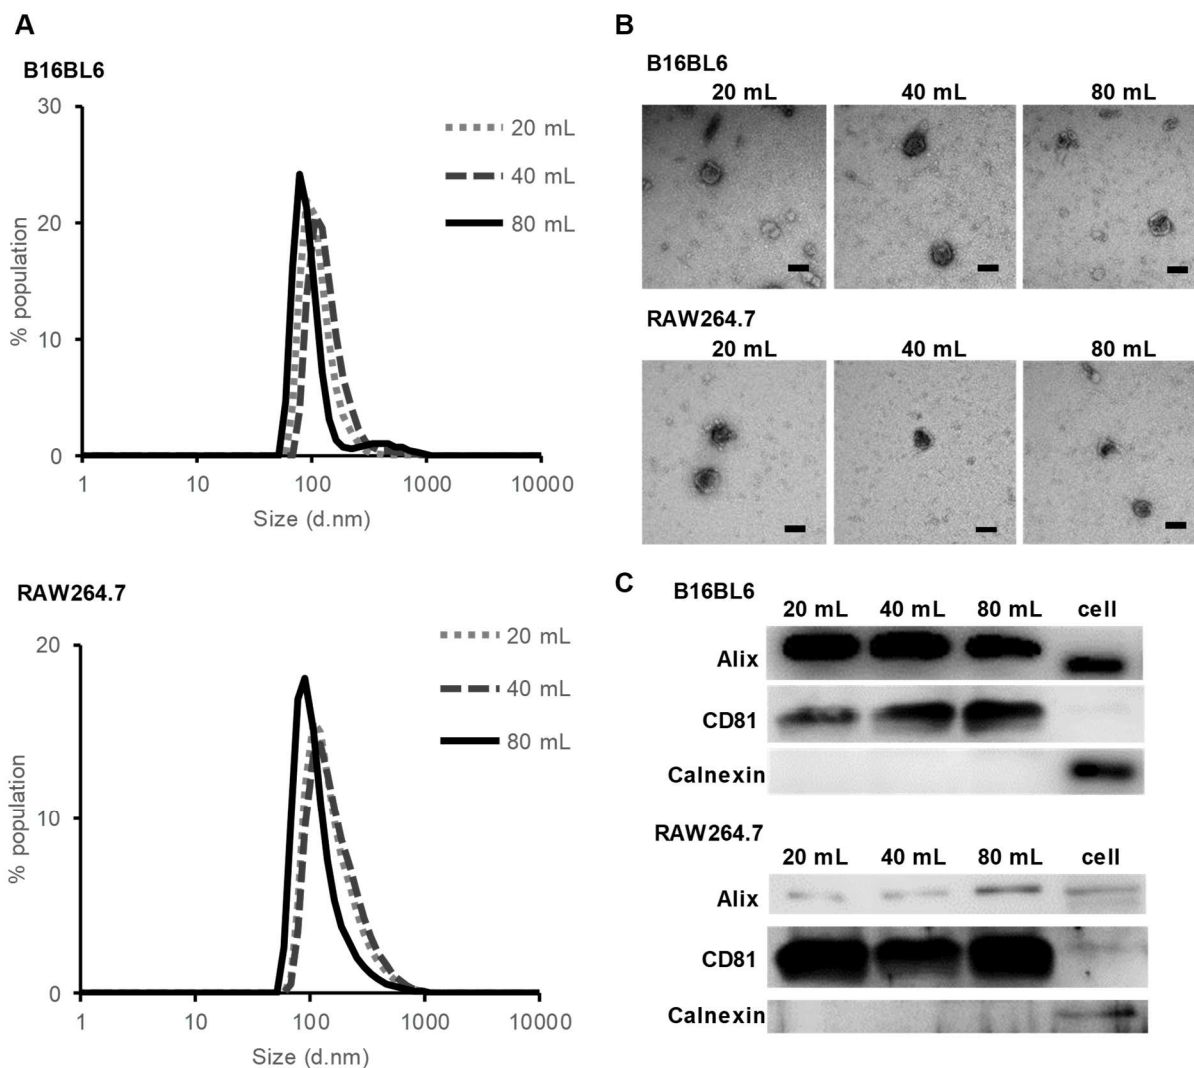 A
B16BL6
30
20
10
0
% population
1 10 100 1000 10000
Size (d.nm)
20 mL
40 mL
80 mL
RAW264.7
20
10
0
% population
1 10 100 1000 10000
Size (d.nm)
20 mL
40 mL
80 mL
B
B16BL6
20 mL 40 mL 80 mL
RAW264.7
20 mL 40 mL 80 mL
C
B16BL6
20 mL 40 mL 80 mL cell
Alix
CD81
Calnexin
RAW264.7
20 mL 40 mL 80 mL cell
Alix
CD81
Calnexin